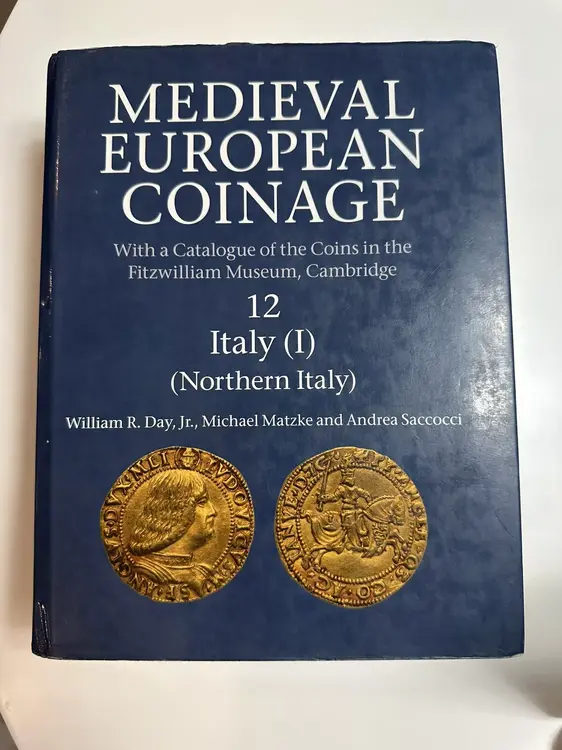 MEDIEVAL
EUROPEAN
COINAGE
With a Catalogue of the Coins in the
Fitzwilliam Museum, Cambridge
12
Italy (I)
(Northern Italy)
William R. Day, Jr., Michael Matzke and Andrea Saccocci